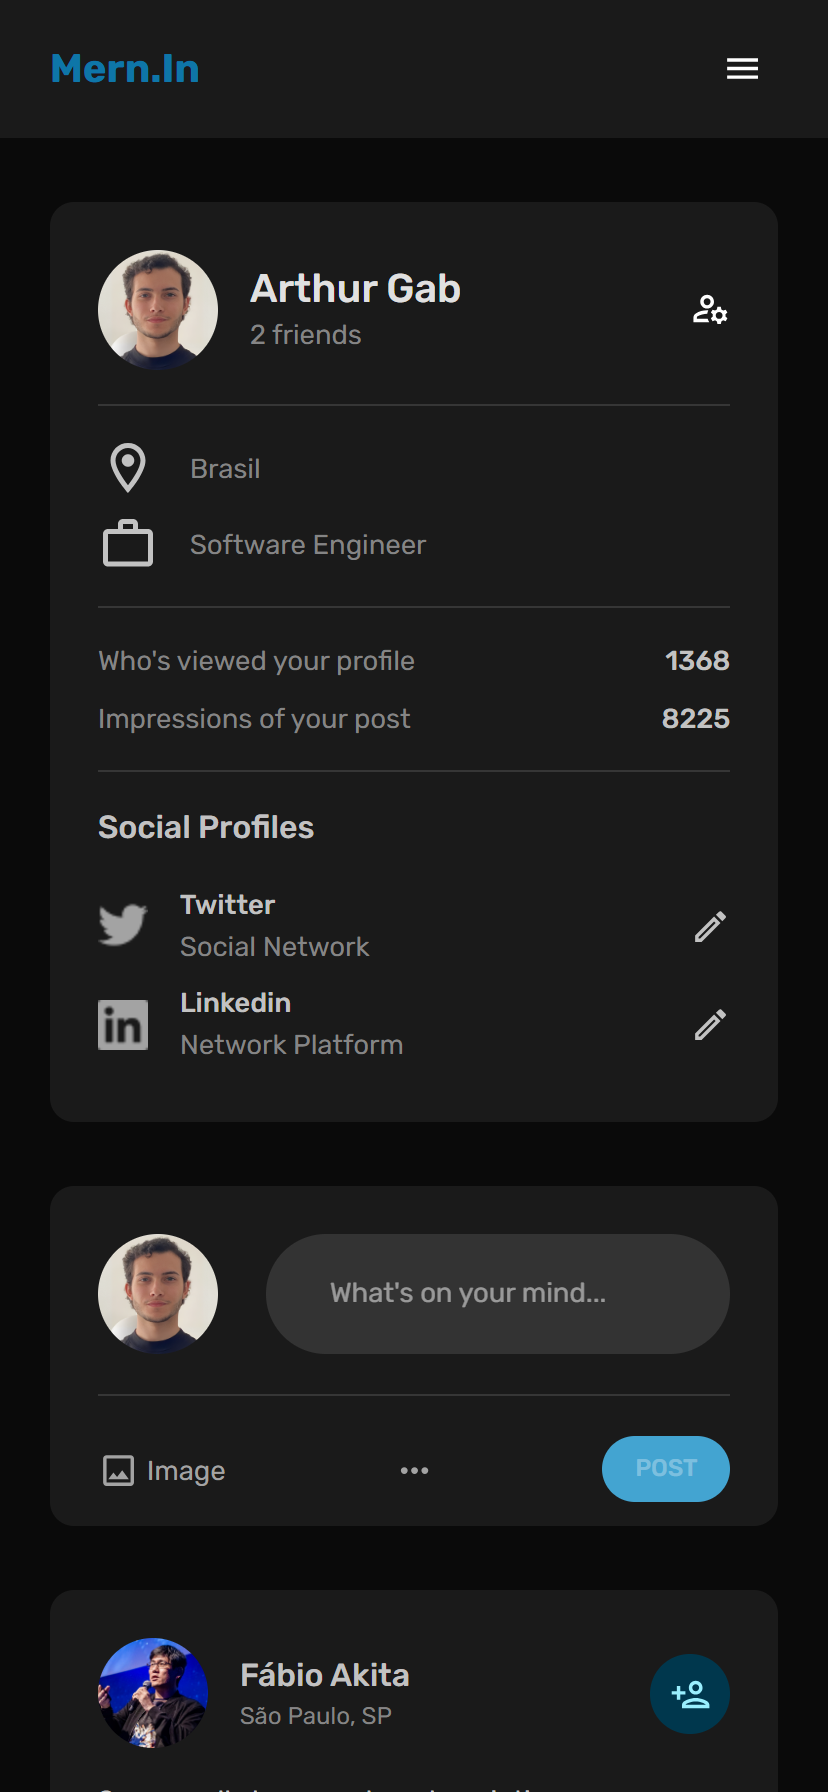 Mern.In
Arthur Gab
2 friends
Brasil
Software Engineer
Who's viewed your profile 1368
Impressions of your post 8225
Social Profiles
Twitter
Social Network
in Linkedin
Network Platform
What's on your mind...
Image ••• POST
Fábio Akita
São Paulo, SP